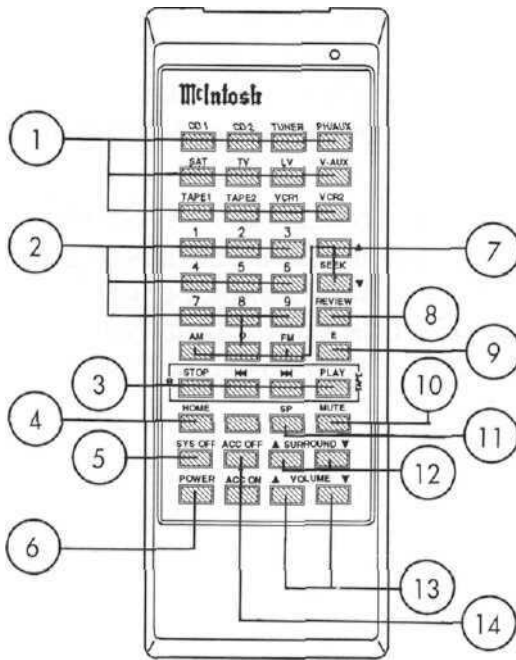 McIntosh
CD 1 CD 2 TUNER PH/AUX
SAT TV LV V-AUX
TAPE1 TAPE2 VCR1 VCR2
1 2 3
▲
4 5 6 SEEK
▼
7 8 9 REVIEW
AM 0 FM E
STOP ⏮ ⏭ PLAY
TAPE
HOME SP MUTE
SYS OFF ACC OFF ▲ SURROUND ▼
POWER ACC ON ▲ VOLUME ▼
1
2
3
4
5
6
7
8
9
10
11
12
13
14